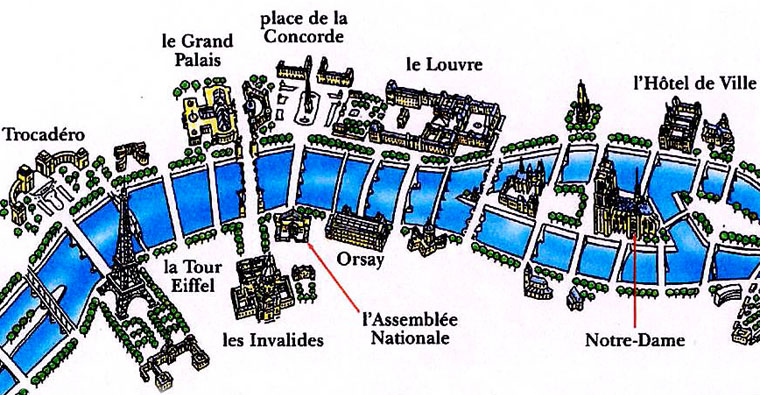 place de la
Concorde
le Grand
Palais
le Louvre
l'Hôtel de Ville
Trocadéro
la Tour
Eiffel
Orsay
les Invalides
l'Assemblée
Nationale
Notre-Dame